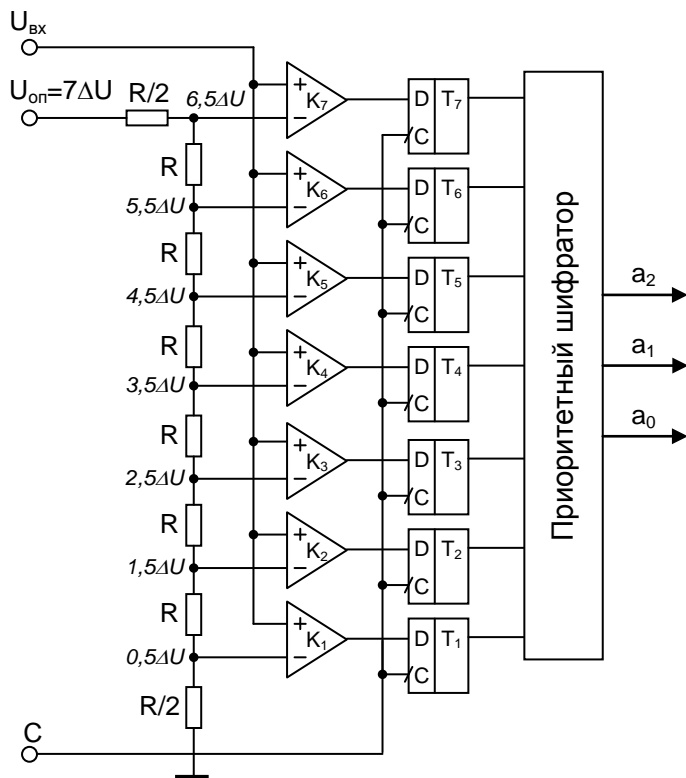 Uвх
Uоп=7ΔU
R/2
6,5ΔU
+
−
K7
D
T7
C
R
5,5ΔU
+
−
K6
D
T6
C
R
4,5ΔU
+
−
K5
D
T5
C
R
3,5ΔU
+
−
K4
D
T4
C
R
2,5ΔU
+
−
K3
D
T3
C
R
1,5ΔU
+
−
K2
D
T2
C
R
0,5ΔU
+
−
K1
D
T1
C
R/2
C
Приоритетный шифратор
a2
a1
a0